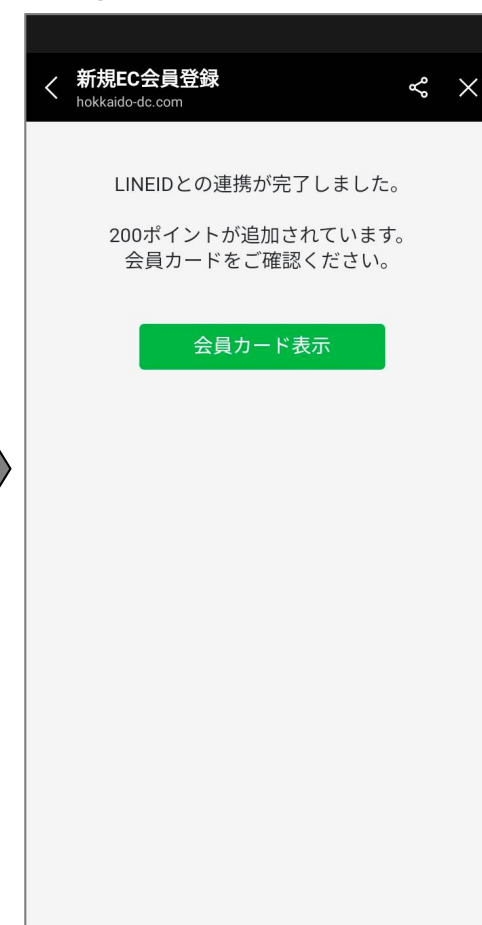 新規EC会員登録
hokkaido-dc.com
LINEIDとの連携が完了しました。
200ポイントが追加されています。
会員カードをご確認ください。
会員カード表示